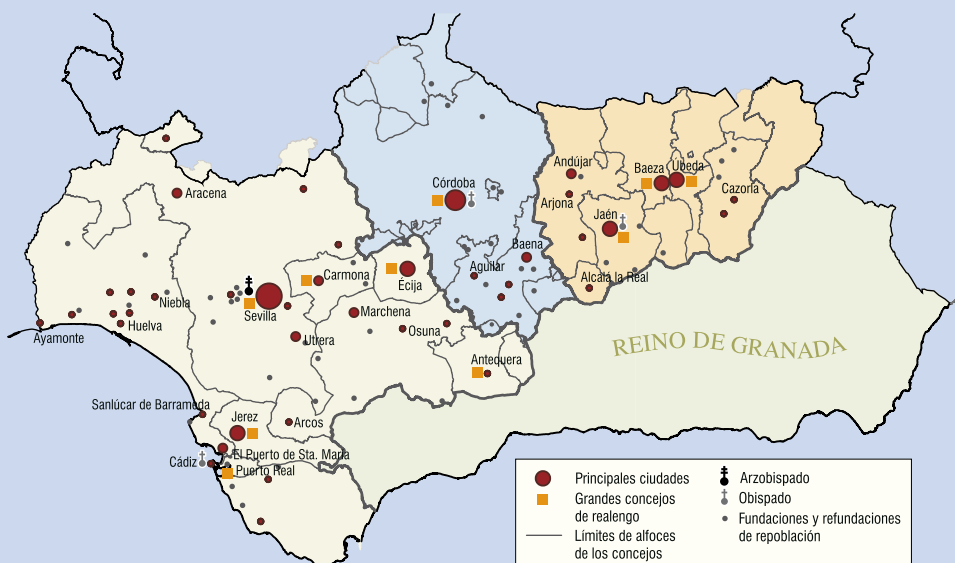 Andújar
Baeza
Úbeda
Córdoba
Cazorla
Aracena
Arjona
Jaén
Baena
Aguilar
Carmona
Alcalá la Real
Écija
Niebla
Sevilla
Marchena
Huelva
Osuna
Ayamonte
Utrera
REINO DE GRANADA
Antequera
Sanlúcar de Barrameda
Jerez
Arcos
El Puerto de Sta. María
Cádiz
Puerto Real
Principales ciudades
Grandes concejos
de realengo
Límites de alfoces
de los concejos
Arzobispado
Obispado
Fundaciones y refundaciones
de repoblación